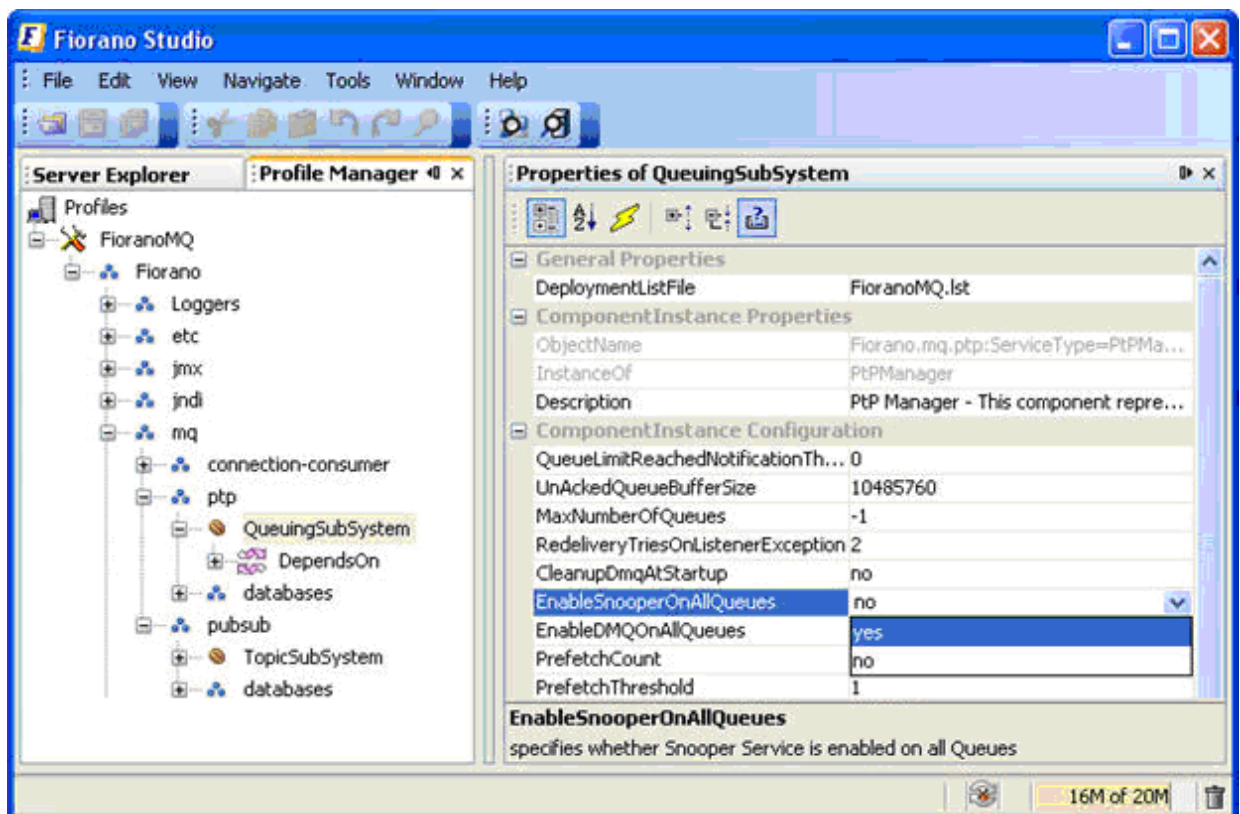 Fiorano Studio
File Edit View Navigate Tools Window Help
Server Explorer Profile Manager
Profiles
FioranoMQ
Fiorano
Loggers
etc
jmx
jndi
mq
connection-consumer
ptp
QueuingSubSystem
DependsOn
databases
pubsub
TopicSubSystem
databases
Properties of QueuingSubSystem
General Properties
DeploymentListFile FioranoMQ.lst
ComponentInstance Properties
ObjectName Fiorano.mq.ptp:ServiceType=PtPMa...
InstanceOf PtPManager
Description PtP Manager - This component repre...
ComponentInstance Configuration
QueueLimitReachedNotificationTh... 0
UnAckedQueueBufferSize 10485760
MaxNumberOfQueues -1
RedeliveryTriesOnListenerException 2
CleanupDmqAtStartup no
EnableSnooperOnAllQueues no
EnableDMQOnAllQueues yes
PrefetchCount no
PrefetchThreshold 1
EnableSnooperOnAllQueues
specifies whether Snooper Service is enabled on all Queues
16M of 20M